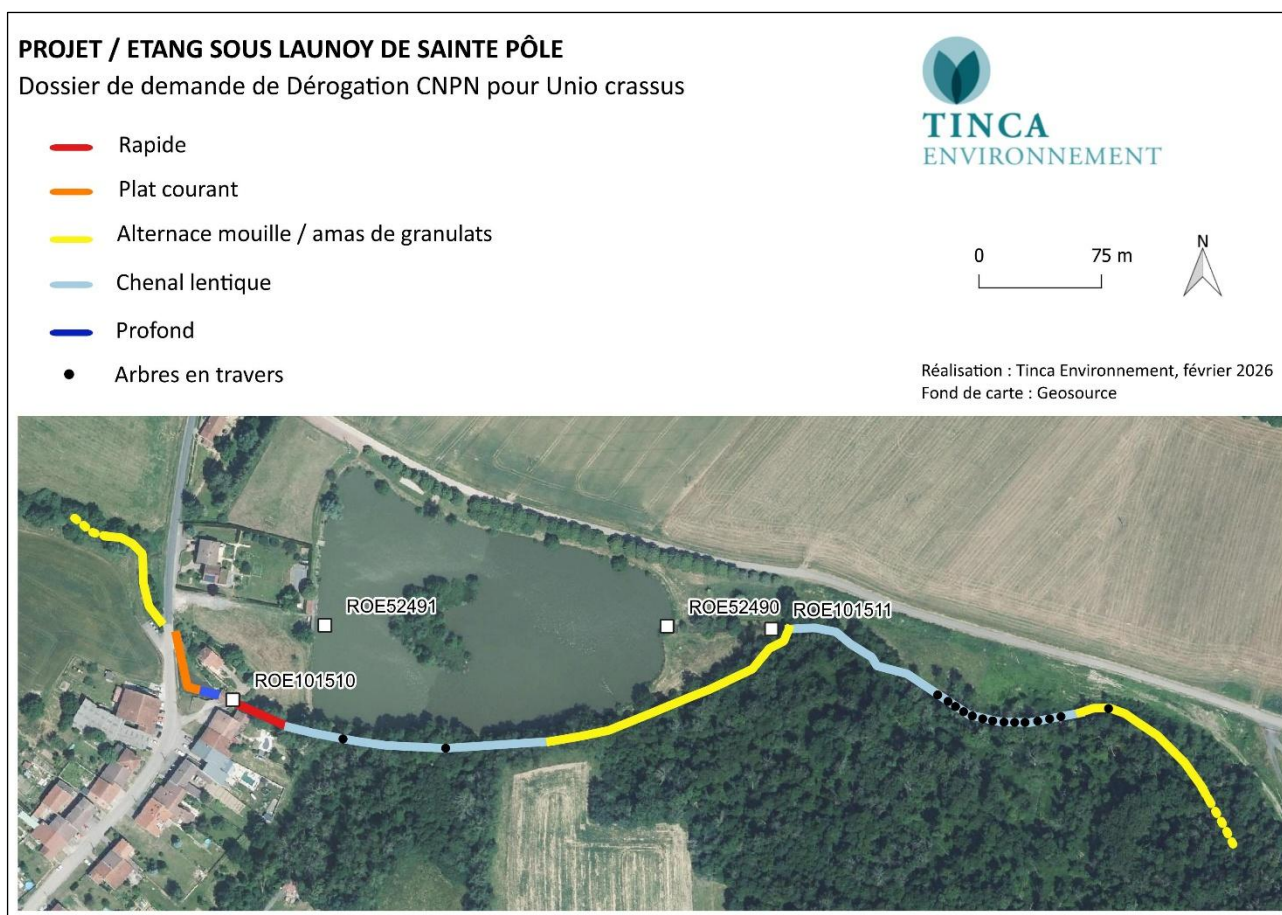 PROJET / ETANG SOUS LAUNOY DE SAINTE PÔLE
Dossier de demande de Dérogation CNPN pour Unio crassus
Rapide
Plat courant
Alternace mouille / amas de granulats
Chenal lentique
Profond
Arbres en travers
TINCA
ENVIRONNEMENT
0 75 m
N
Réalisation : Tinca Environnement, février 2026
Fond de carte : Geosource
ROE52491
ROE52490
ROE101511
ROE101510